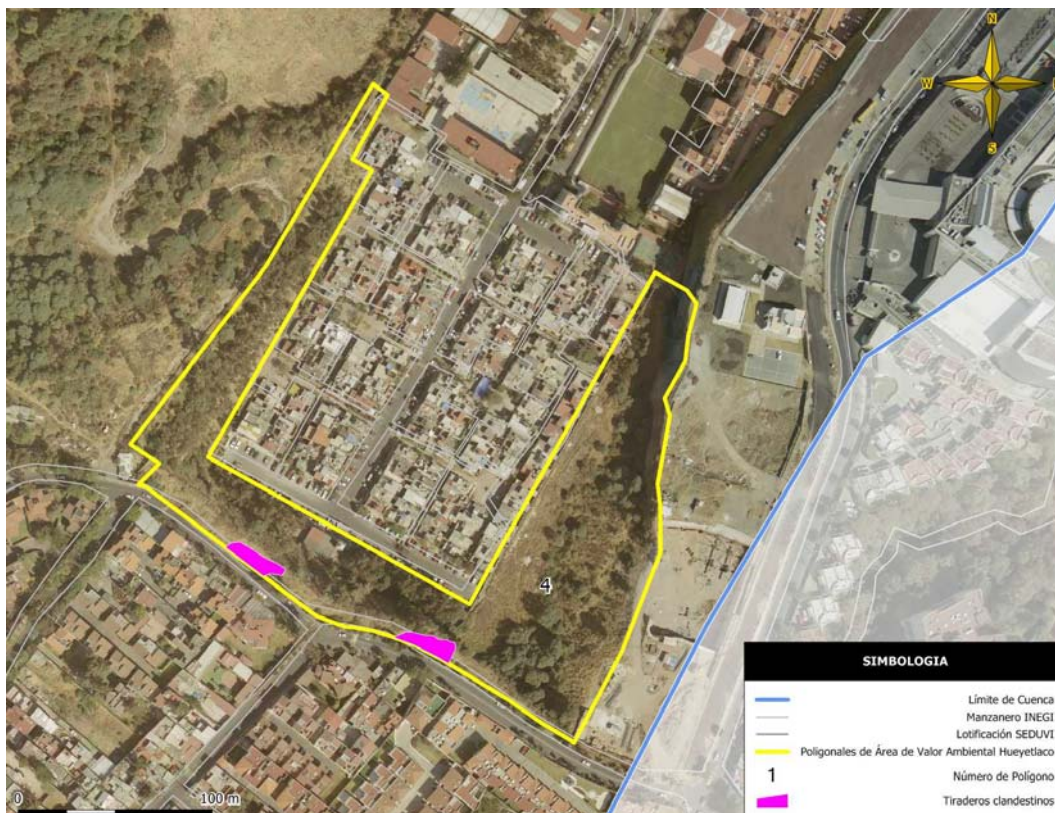 N
W
E
S
4
0
100 m
SIMBOLOGIA
Límite de Cuenca
Manzanero INEGI
Lotificación SEDUVI
Poligonales de Área de Valor Ambiental Hueyetlaco
1 Número de Polígono
Tiraderos clandestinos